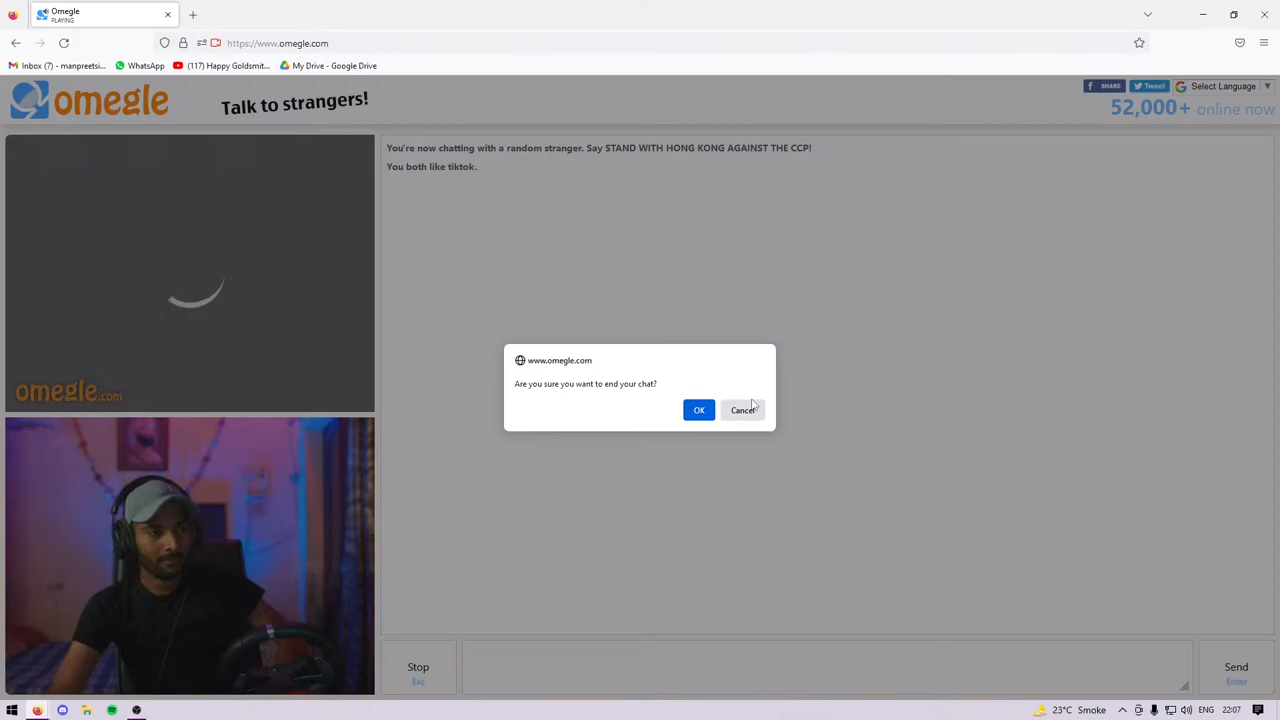 Omegle
PLAYING
https://www.omegle.com
Inbox (7) - manpreetsi... WhatsApp (117) Happy Goldsmit... My Drive - Google Drive
omegle Talk to strangers! SHARE Tweet Select Language
52,000+ online now
You're now chatting with a random stranger. Say STAND WITH HONG KONG AGAINST THE CCP!
You both like tiktok.
omegle.com
www.omegle.com
Are you sure you want to end your chat?
OK Cancel
Stop Send
Esc Enter
23°C Smoke ENG 22:07